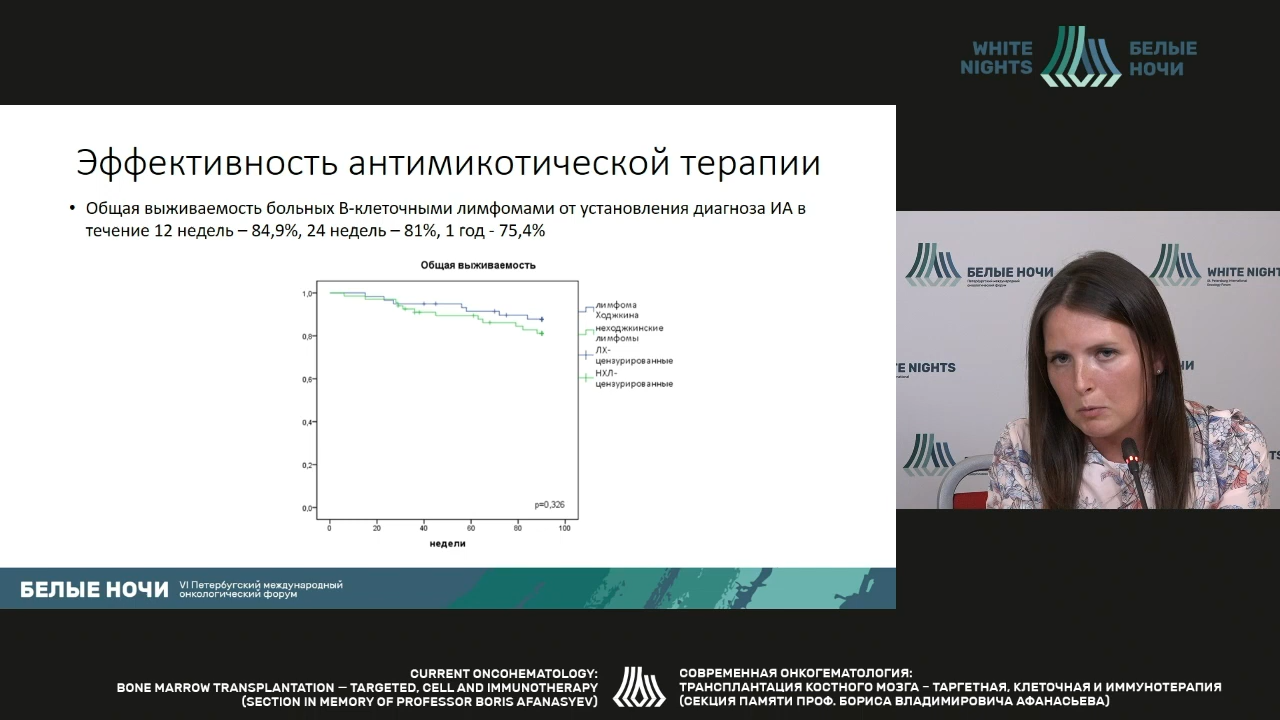 WHITE
NIGHTS
БЕЛЫЕ
НОЧИ
Эффективность антимикотической терапии
• Общая выживаемость больных В-клеточными лимфомами от установления диагноза ИА в
течение 12 недель – 84,9%, 24 недель – 81%, 1 год - 75,4%
Общая выживаемость
1,0
0,8
0,6
0,4
0,2
0,0
0 20 40 60 80 100
недели
p=0,326
лимфома
Ходжкина
неходжкинские
лимфомы
ЛХ-
цензурированные
НХЛ-
цензурированные
БЕЛЫЕ НОЧИ
VI Петербугский международный
онкологический форум
БЕЛЫЕ НОЧИ
WHITE NIGHT
TE NIGHTS
CURRENT ONCOHEMATOLOGY:
BONE MARROW TRANSPLANTATION – TARGETED, CELL AND IMMUNOTHERAPY
(SECTION IN MEMORY OF PROFESSOR BORIS AFANASYEV)
СОВРЕМЕННАЯ ОНКОГЕМАТОЛОГИЯ:
ТРАНСПЛАНТАЦИЯ КОСТНОГО МОЗГА – ТАРГЕТНАЯ, КЛЕТОЧНАЯ И ИММУНОТЕРАПИЯ
(СЕКЦИЯ ПАМЯТИ ПРОФ. БОРИСА ВЛАДИМИРОВИЧА АФАНАСЬЕВА)